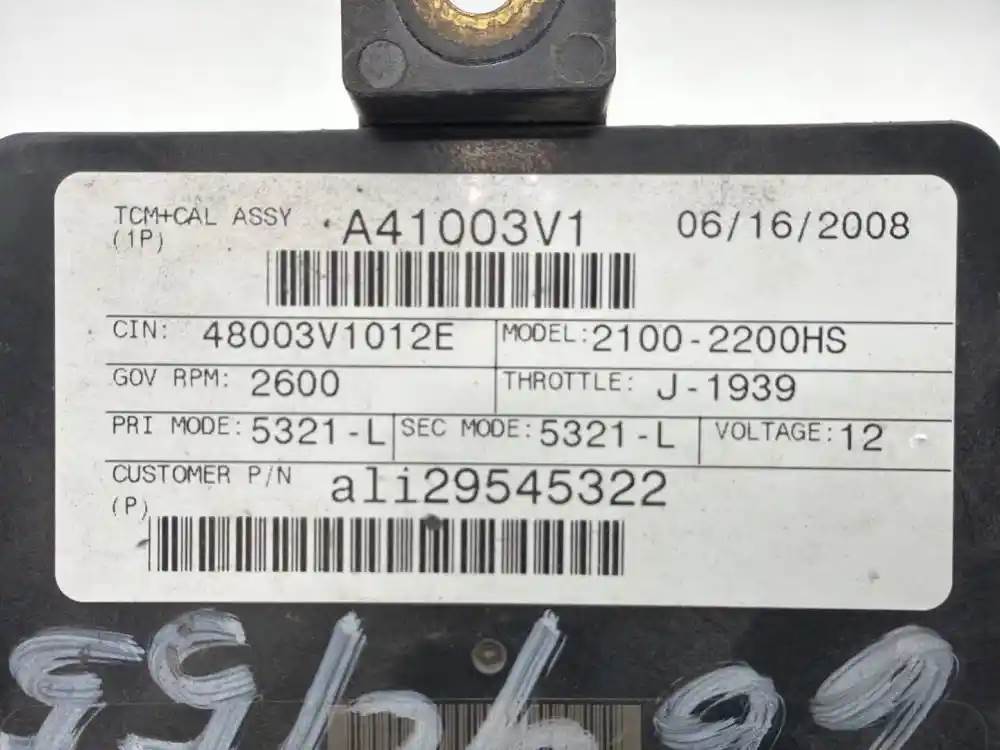 TCM+CAL ASSY A41003V1 06/16/2008
(1P)
CIN: 48003V1012E MODEL: 2100-2200HS
GOV RPM: 2600 THROTTLE: J-1939
PRI MODE: 5321-L SEC MODE: 5321-L VOLTAGE: 12
CUSTOMER P/N ali29545322
(P)